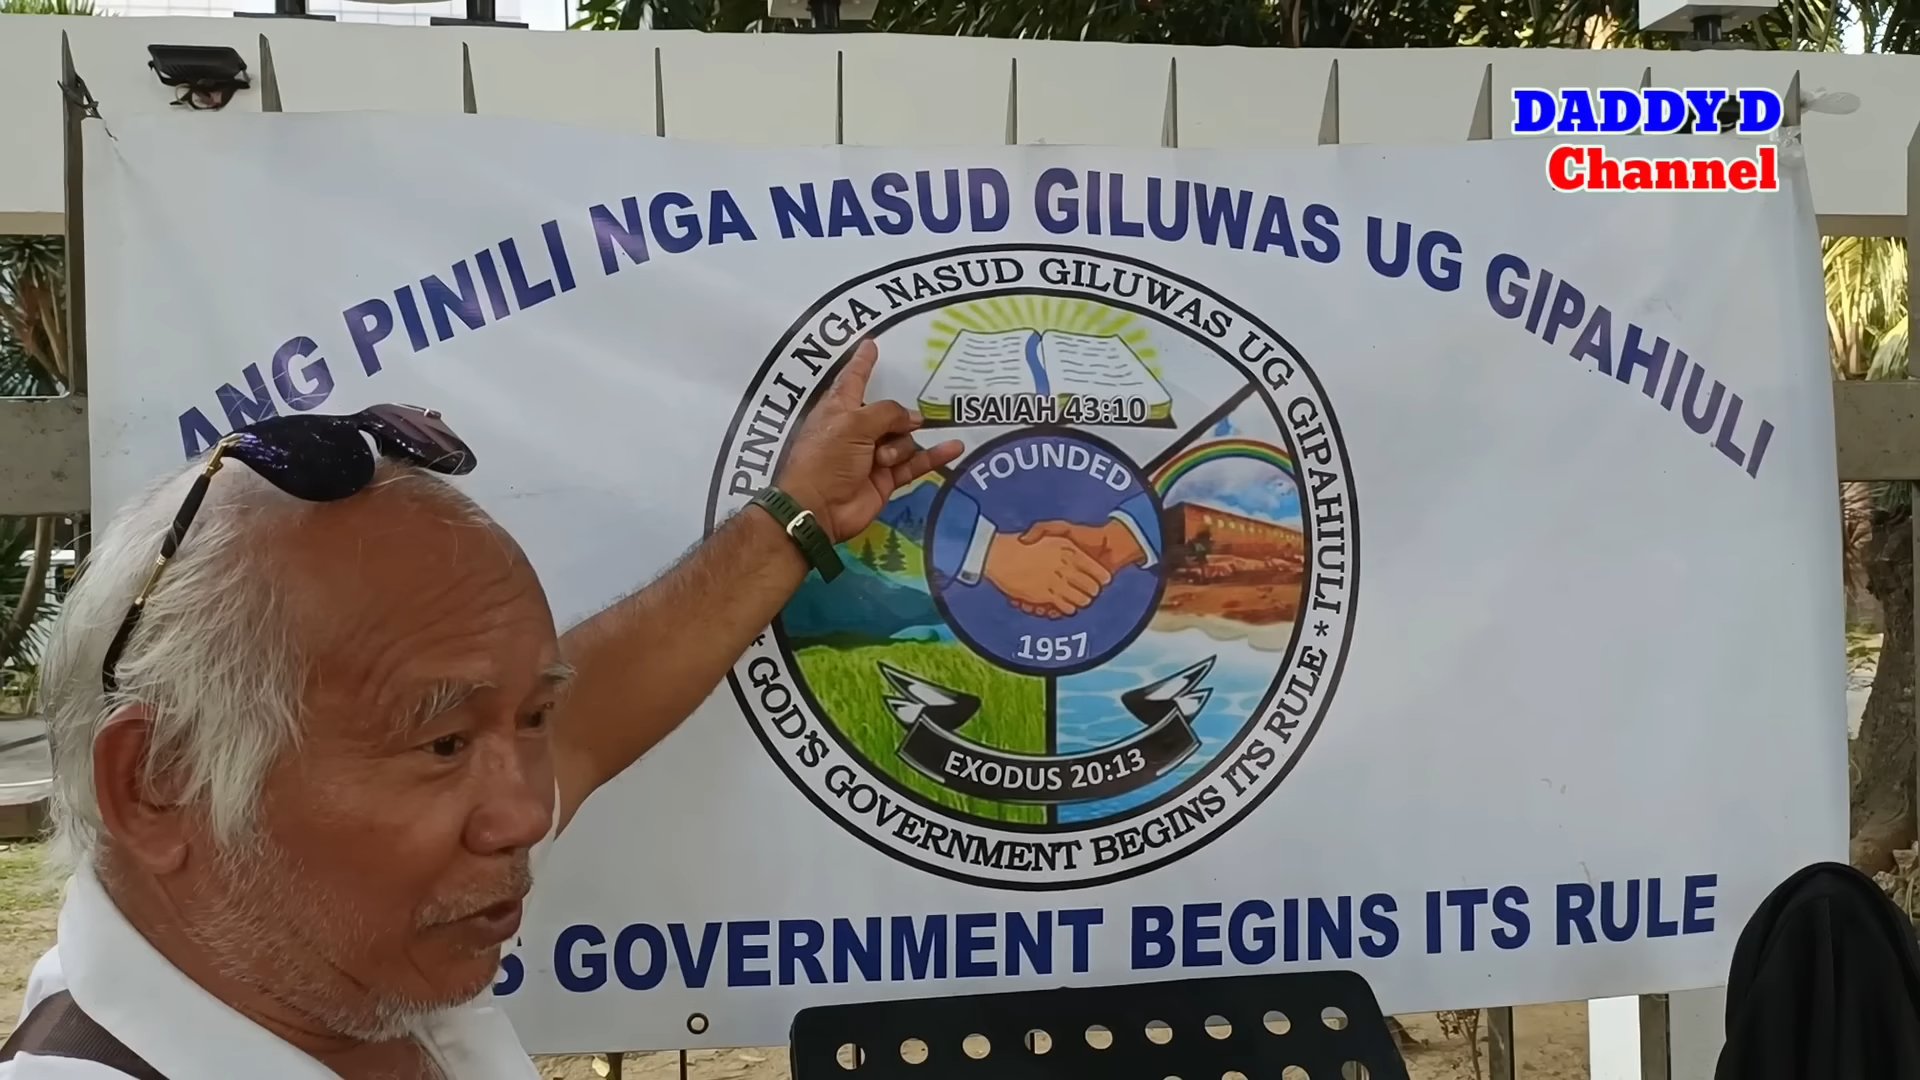 DADDY D
Channel
ANG PINILI NGA NASUD GILUWAS UG GIPAHIULI
PINILI NGA NASUD GILUWAS UG GIPAHIULI
ISAIAH 43:10
FOUNDED
1957
EXODUS 20:13
* GOD'S GOVERNMENT BEGINS ITS RULE *
GOVERNMENT BEGINS ITS RULE